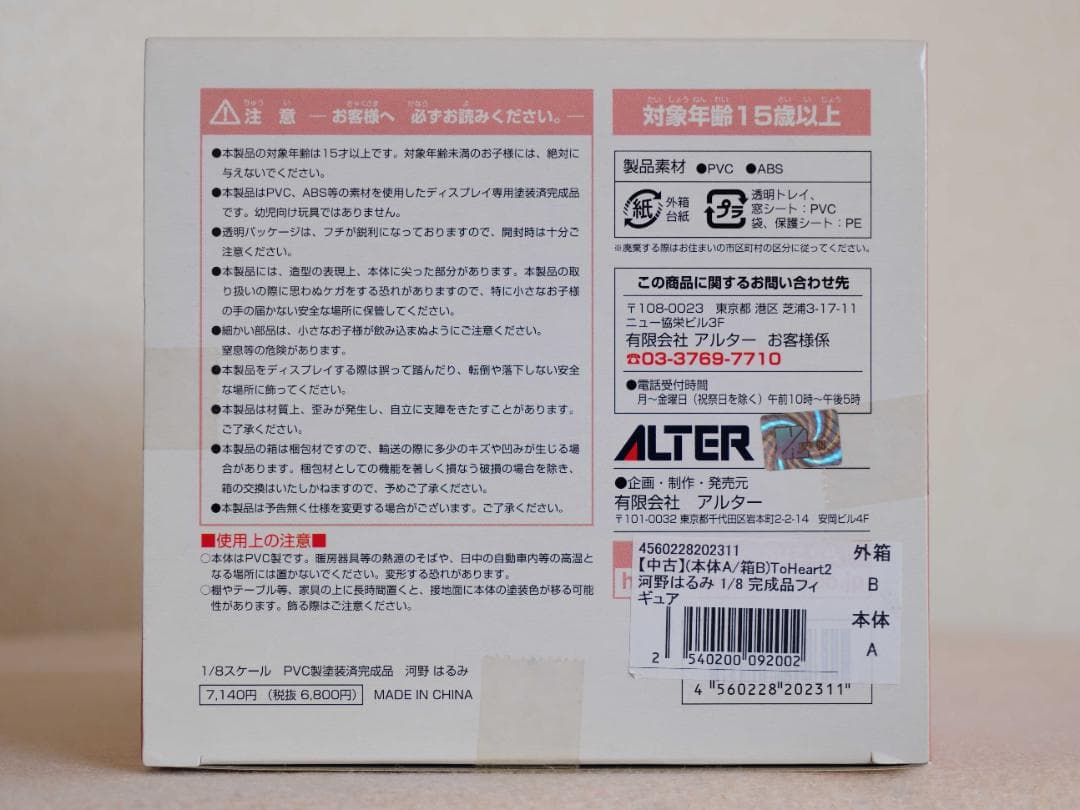 ⚠注意 ― お客様へ 必ずお読みください。―
ちゅう い きゃくさま かなら よ
●本製品の対象年齢は15才以上です。対象年齢未満のお子様には、絶対に
与えないでください。
●本製品はPVC、ABS等の素材を使用したディスプレイ専用塗装済完成品
です。幼児向け玩具ではありません。
●透明パッケージは、フチが鋭利になっておりますので、開封時は十分ご
注意ください。
●本製品には、造型の表現上、本体に尖った部分があります。本製品の取
り扱いの際に思わぬケガをする恐れがありますので、特に小さなお子様
の手の届かない安全な場所に保管してください。
●細かい部品は、小さなお子様が飲み込まぬようにご注意ください。
窒息等の危険があります。
●本製品をディスプレイする際は誤って踏んだり、転倒や落下しない安全
な場所に飾ってください。
●本製品は材質上、歪みが発生し、自立に支障をきたすことがあります。
ご了承ください。
●本製品の箱は梱包材ですので、輸送の際に多少のキズや凹みが生じる場
合があります。梱包材としての機能を著しく損なう破損の場合を除き、
箱の交換はいたしかねますので、予めご了承ください。
●本製品は予告無く仕様を変更する場合がございます。ご了承ください。
■使用上の注意■
○本体はPVC製です。暖房器具等の熱源のそばや、日中の自動車内等の高温と
なる場所には置かないでください。変形する恐れがあります。
○棚やテーブル等、家具の上に長時間置くと、接地面に本体の塗装色が移る可能
性があります。飾る際はご注意ください。
1/8スケール PVC製塗装済完成品 河野 はるみ
7,140円 (税抜 6,800円) MADE IN CHINA
たい しょう ねん れい さい い じょう
対象年齢15歳以上
製品素材 ●PVC ●ABS
紙 外箱
台紙
プラ 透明トレイ、
窓シート：PVC
袋、保護シート：PE
※廃棄する際はお住まいの市区町村の区分に従ってください。
この商品に関するお問い合わせ先
〒108-0023 東京都 港区 芝浦3-17-11
ニュー協栄ビル3F
有限会社 アルター お客様係
☎03-3769-7710
●電話受付時間
月～金曜日（祝祭日を除く）午前10時～午後5時
ALTER
●企画・制作・発売元
有限会社 アルター
〒101-0032 東京都千代田区岩本町2-2-14 安岡ビル4F
4560228202311
【中古】(本体A/箱B)ToHeart2
河野はるみ 1/8 完成品フィ
ギュア
外箱
B
本体
A
2 540200 092002
4 560228 202311